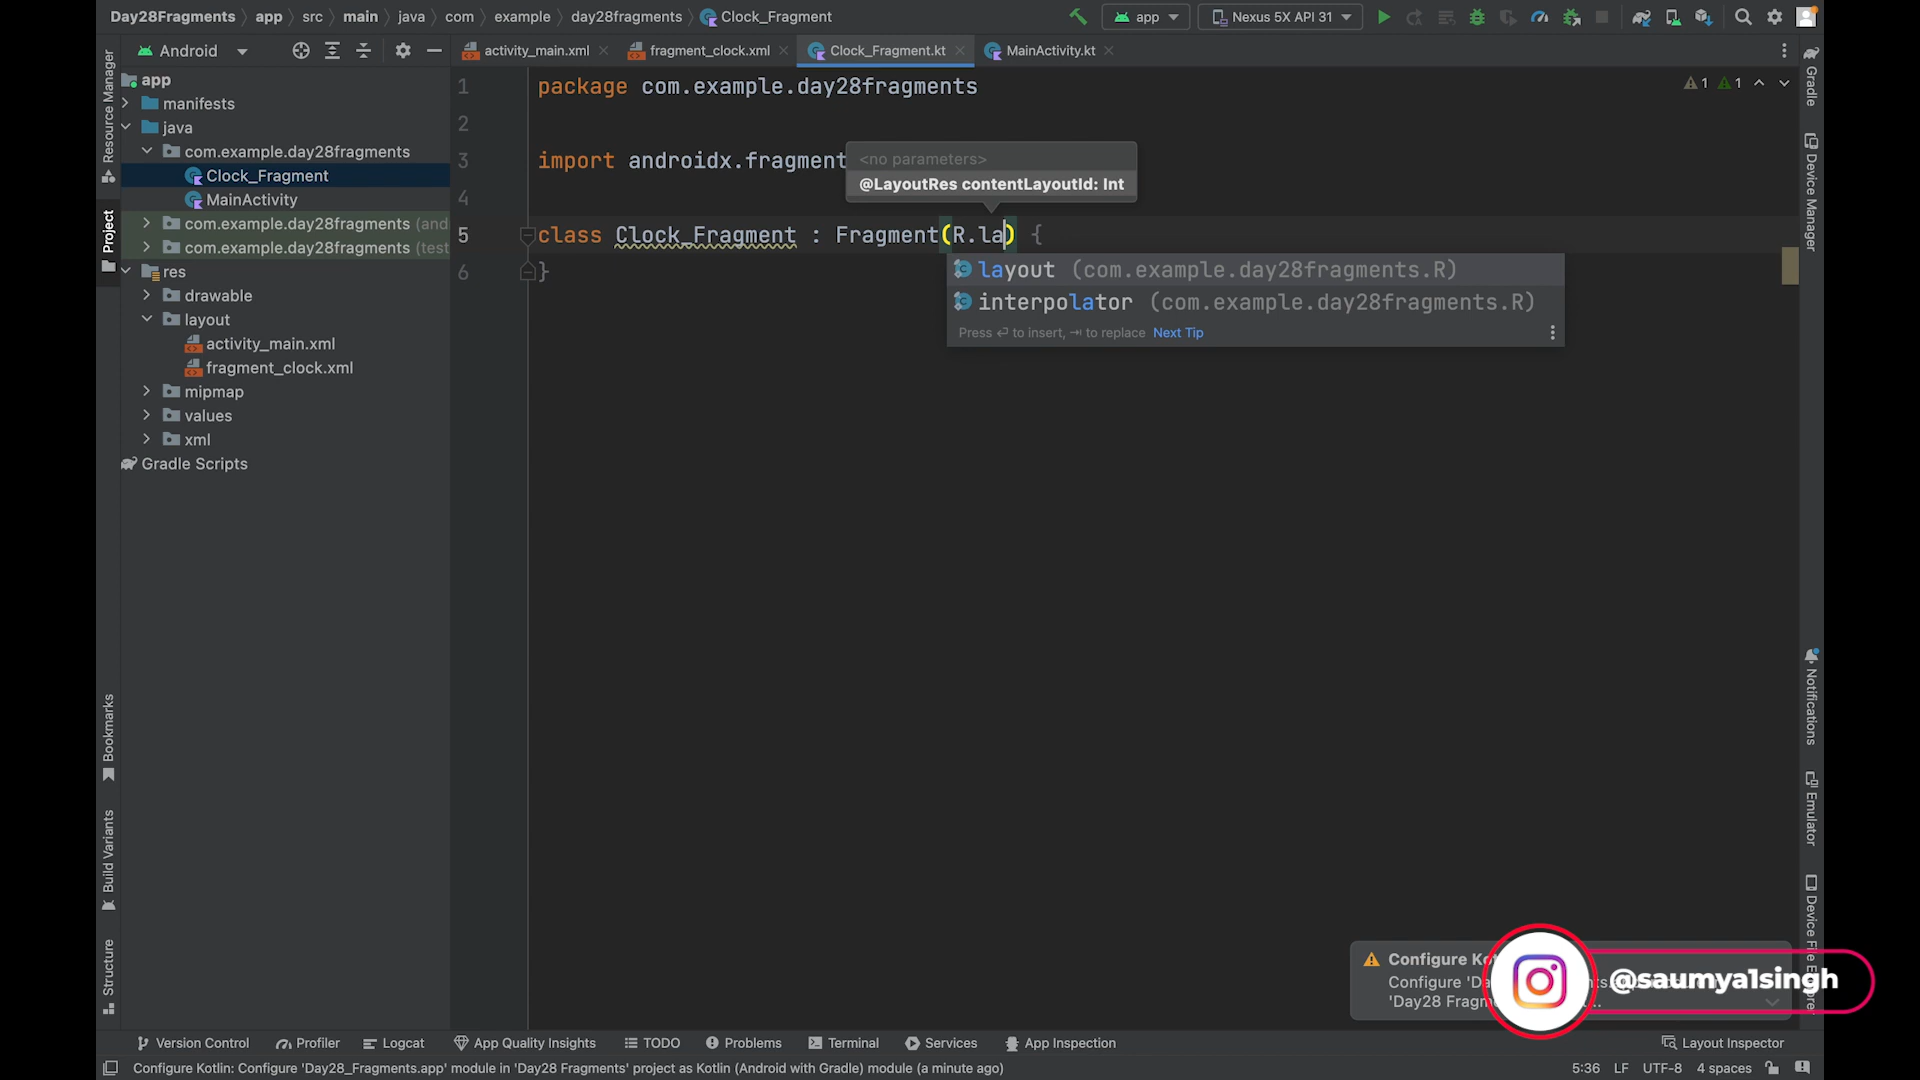 Day28Fragments app src main java com example day28fragments Clock_Fragment app Nexus 5X API 31
Android
activity_main.xml fragment_clock.xml Clock_Fragment.kt MainActivity.kt
Resource Manager
Project
Bookmarks
Build Variants
Structure
app
manifests
java
com.example.day28fragments
Clock_Fragment
MainActivity
com.example.day28fragments (and
com.example.day28fragments (test
res
drawable
layout
activity_main.xml
fragment_clock.xml
mipmap
values
xml
Gradle Scripts
1 package com.example.day28fragments
2
3 import androidx.fragment
4
5 class Clock_Fragment : Fragment(R.la) {
6 }
<no parameters>
@LayoutRes contentLayoutId: Int
layout (com.example.day28fragments.R)
interpolator (com.example.day28fragments.R)
Press ↵ to insert, ⇥ to replace Next Tip
1 1
Gradle
Device Manager
Notifications
Emulator
Device File
Configure
Configure
'Day28
@saumya1singh
Version Control Profiler Logcat App Quality Insights TODO Problems Terminal Services App Inspection Layout Inspector
Configure Kotlin: Configure 'Day28_Fragments.app' module in 'Day28 Fragments' project as Kotlin (Android with Gradle) module (a minute ago) 5:36 LF UTF-8 4 spaces